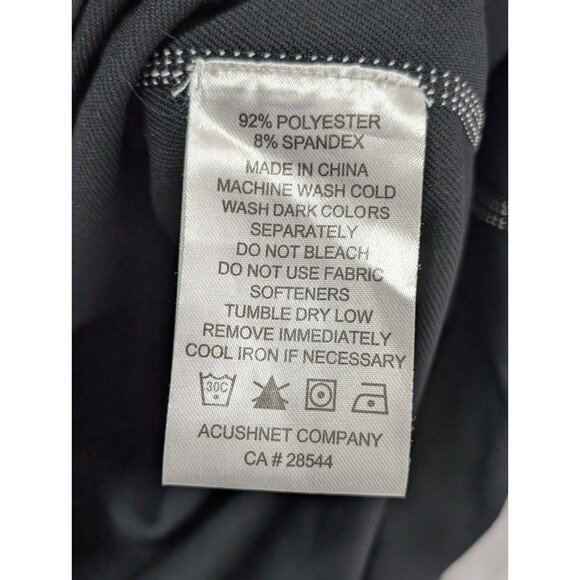 92% POLYESTER
8% SPANDEX
MADE IN CHINA
MACHINE WASH COLD
WASH DARK COLORS
SEPARATELY
DO NOT BLEACH
DO NOT USE FABRIC
SOFTENERS
TUMBLE DRY LOW
REMOVE IMMEDIATELY
COOL IRON IF NECESSARY
30C
ACUSHNET COMPANY
CA # 28544